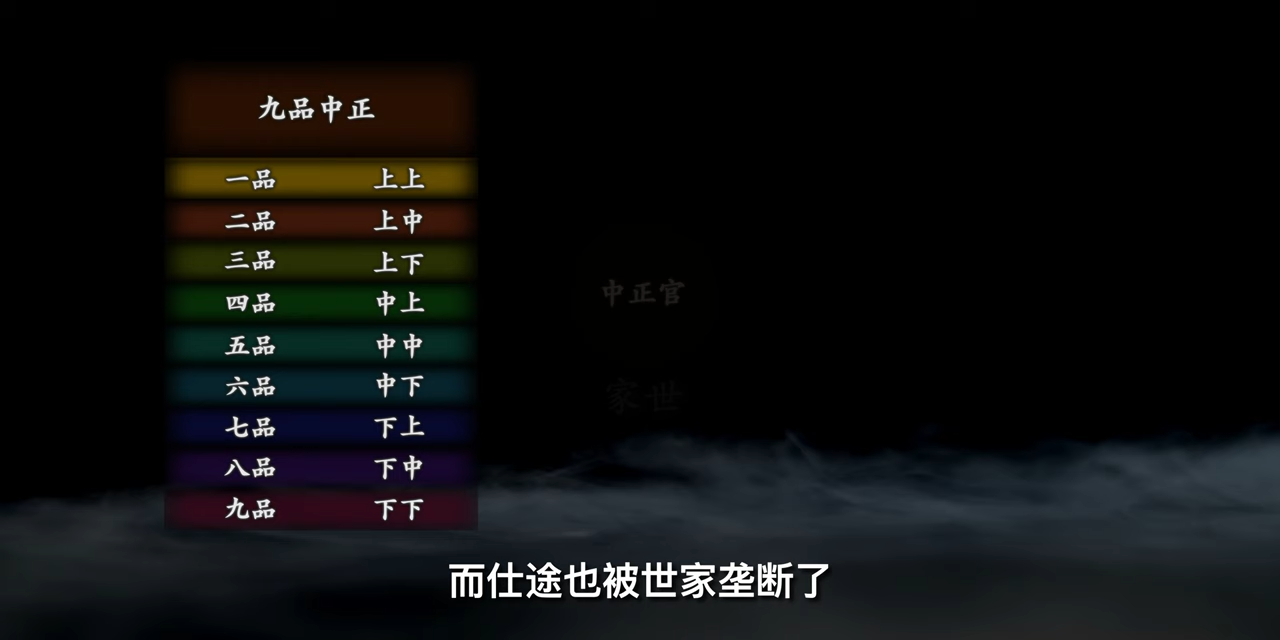 九品中正
一品 上上
二品 上中
三品 上下
四品 中上
五品 中中
六品 中下
七品 下上
八品 下中
九品 下下
中正官
家世
而仕途也被世家垄断了